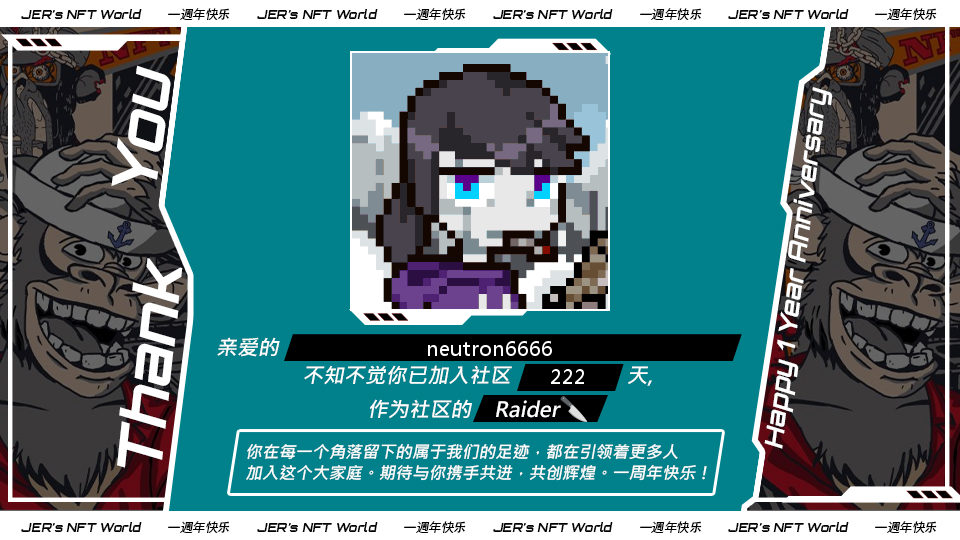 JER's NFT World 一週年快乐 JER's NFT World 一週年快乐 JER's NFT World 一週年快乐 JER's NFT World 一週年快乐
Thank You
亲爱的 neutron6666
不知不觉你已加入社区 222 天,
作为社区的 Raider🔪
你在每一个角落留下的属于我们的足迹，都在引领着更多人
加入这个大家庭。期待与你携手共进，共创辉煌。一周年快乐！
Happy 1 Year Anniversary
JER's NFT World 一週年快乐 JER's NFT World 一週年快乐 JER's NFT World 一週年快乐 JER's NFT World 一週年快乐